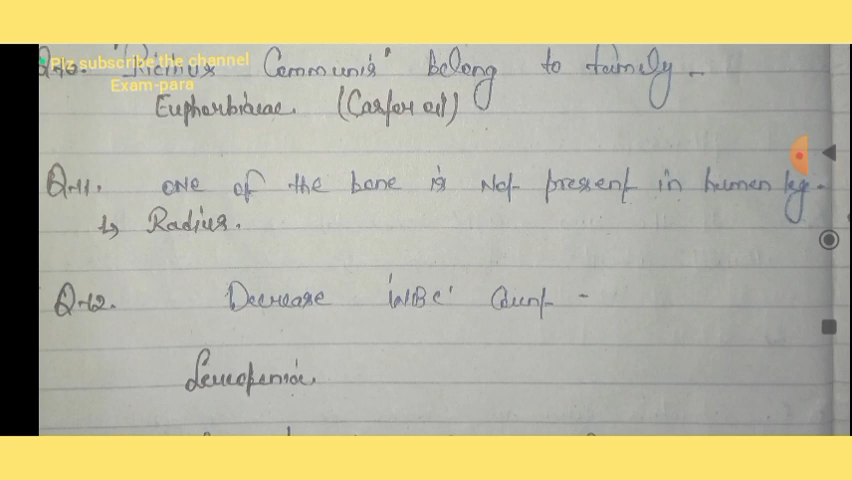 Plz subscribe the channel
Exam-para
Q-10. "Ricinus Communis" belong to family -
Euphorbiaceae. (Castor oil)
Q-11. ONE of the bone is Not present in human leg.
↳ Radius.
Q-12. Decrease 'WBC' Count -
Leucopenia.